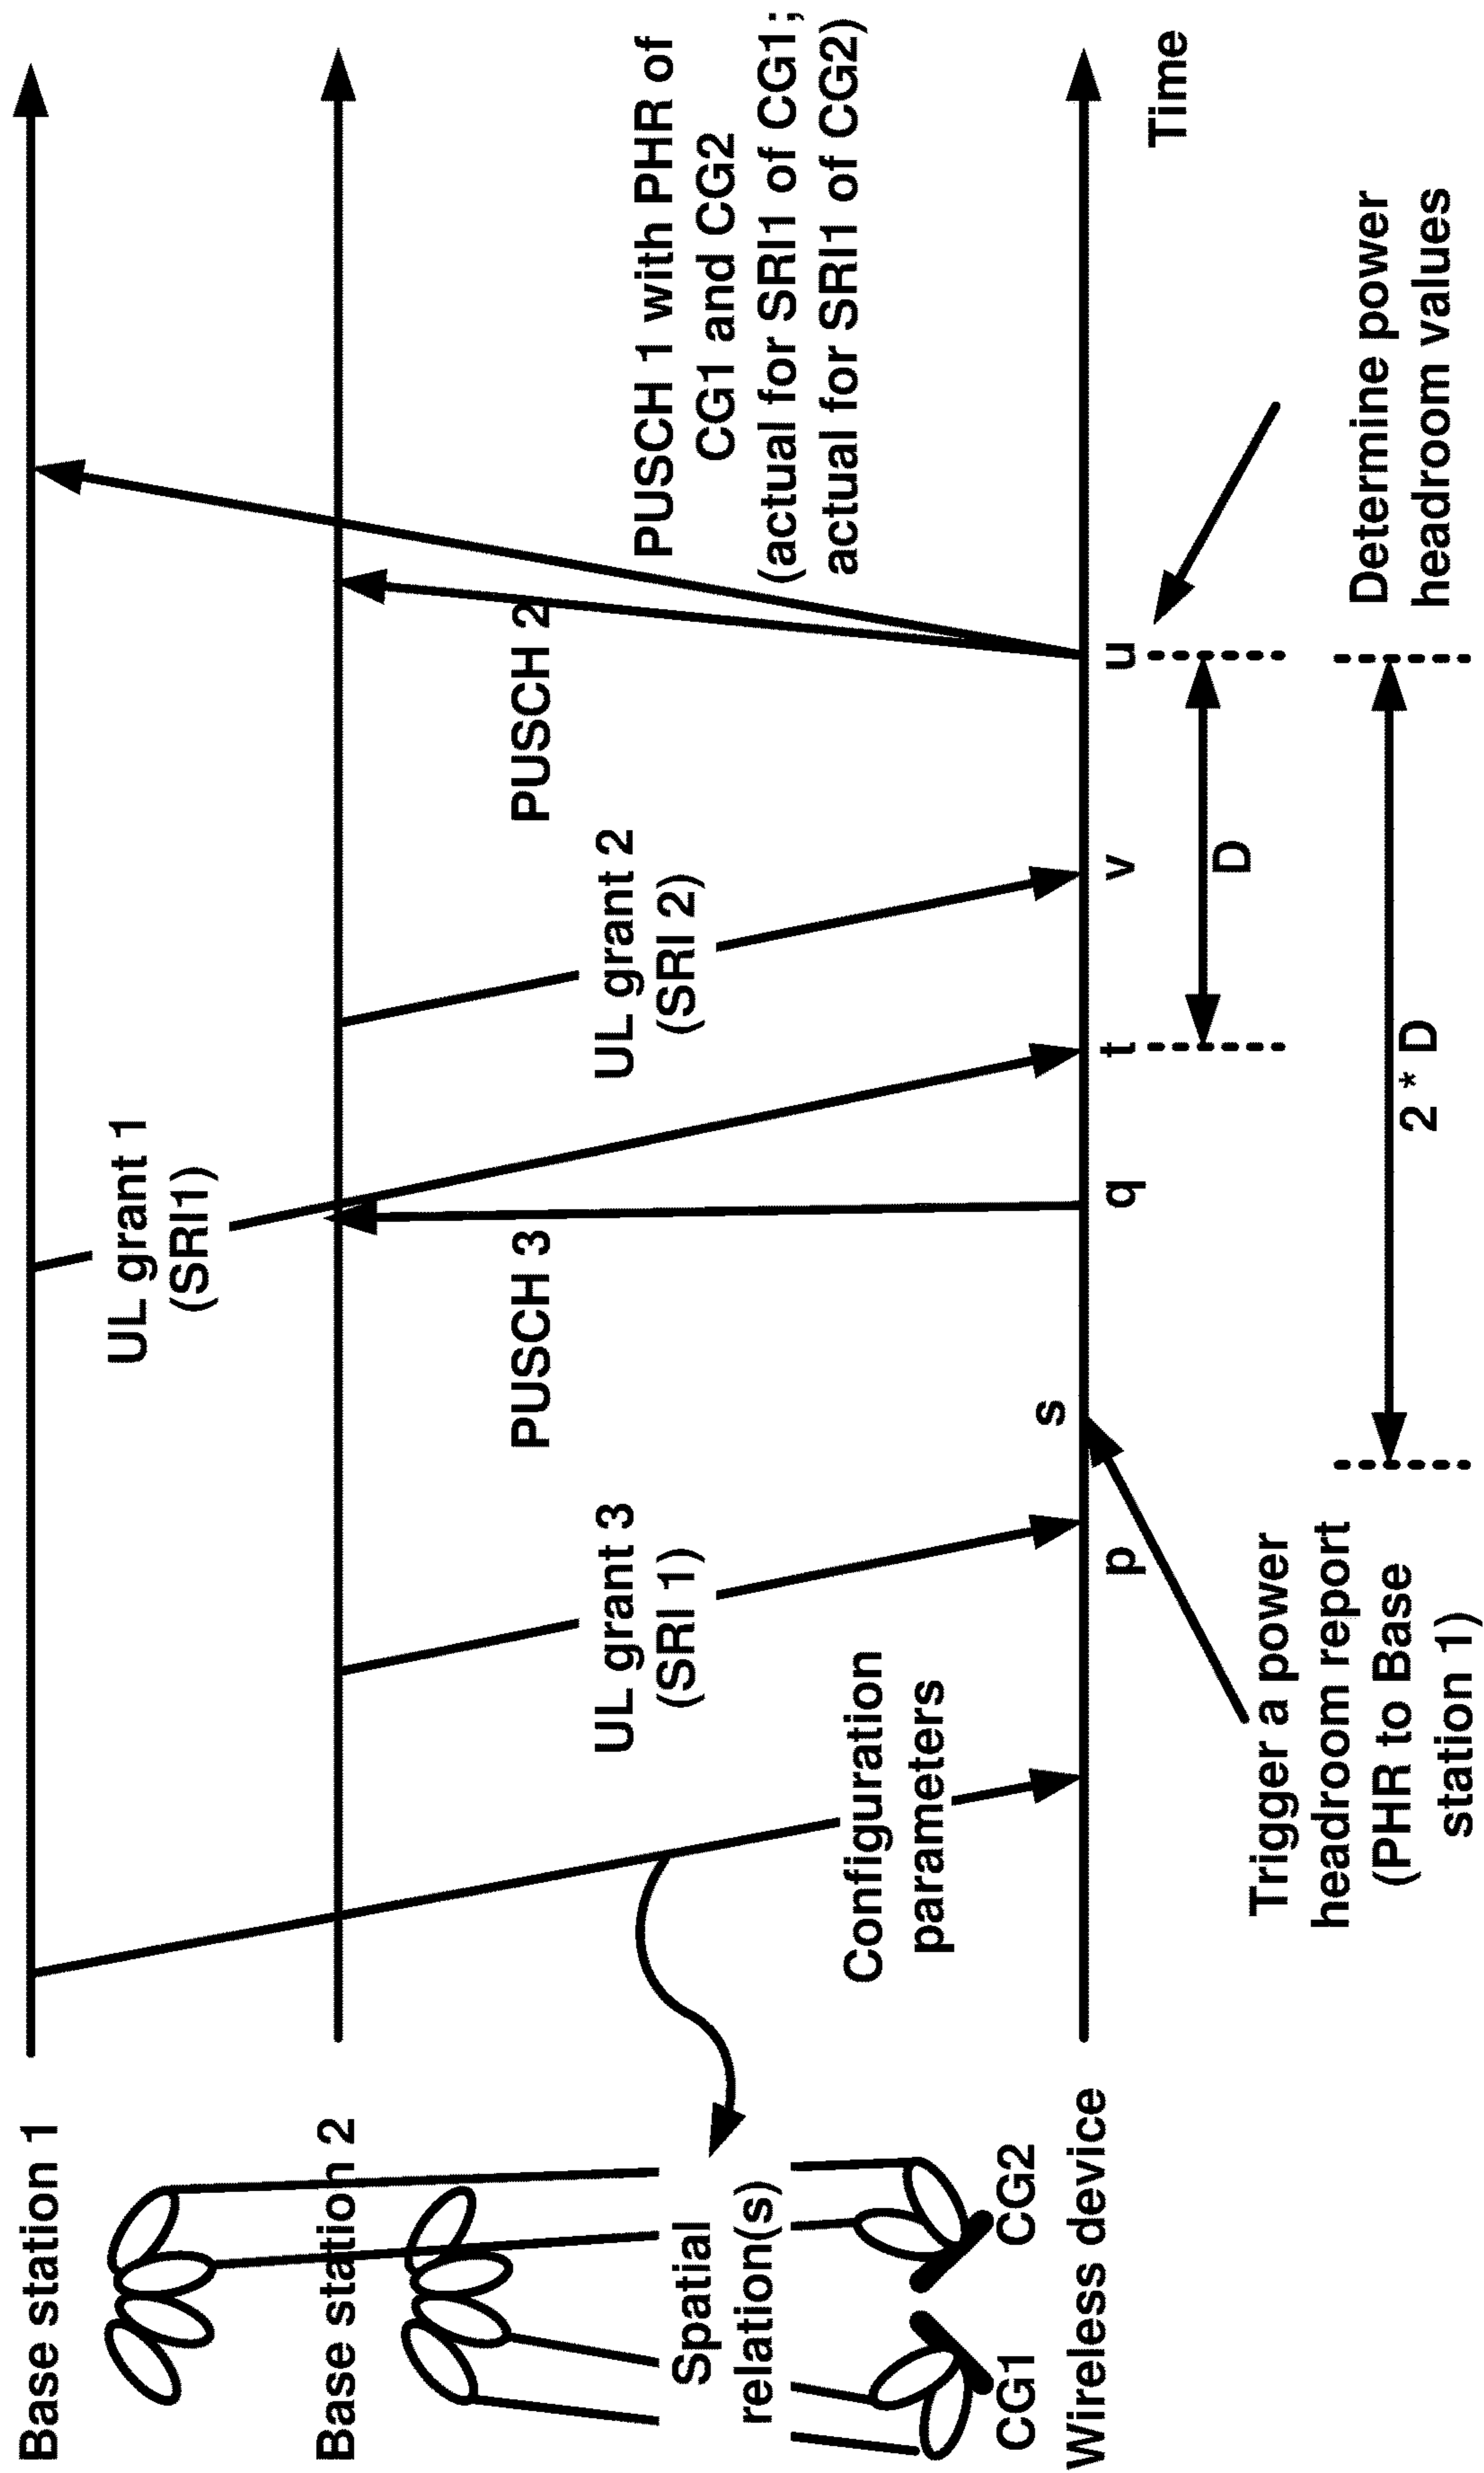 Base station 1
Base station 2
Spatial
relation(s)
CG1
CG2
Wireless device
Configuration
parameters
UL grant 3
(SRI 1)
PUSCH 3
UL grant 1
(SRI1)
UL grant 2
(SRI 2)
PUSCH 2
PUSCH 1 with PHR of
CG1 and CG2
(actual for SRI1 of CG1;
actual for SRI1 of CG2)
p
s
q
t
v
u
Time
D
2 * D
Trigger a power
headroom report
(PHR to Base
station 1)
Determine power
headroom values